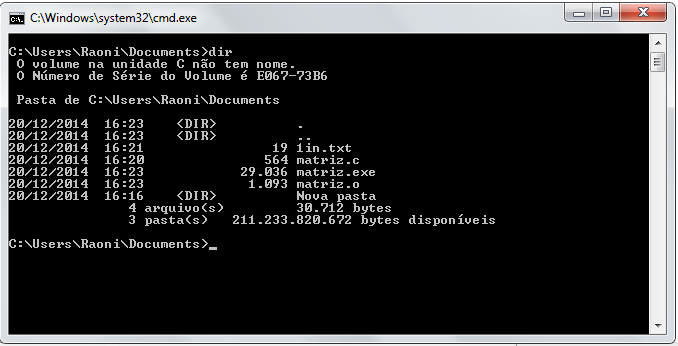 C:\Windows\system32\cmd.exe
C:\Users\Raoni\Documents>dir
O volume na unidade C não tem nome.
O Número de Série do Volume é E067-73B6
Pasta de C:\Users\Raoni\Documents
20/12/2014  16:23    <DIR>          .
20/12/2014  16:23    <DIR>          ..
20/12/2014  16:21                19 1in.txt
20/12/2014  16:20               564 matriz.c
20/12/2014  16:23            29.036 matriz.exe
20/12/2014  16:23             1.093 matriz.o
20/12/2014  16:16    <DIR>          Nova pasta
4 arquivo(s)         30.712 bytes
3 pasta(s)   211.233.820.672 bytes disponíveis
C:\Users\Raoni\Documents>_